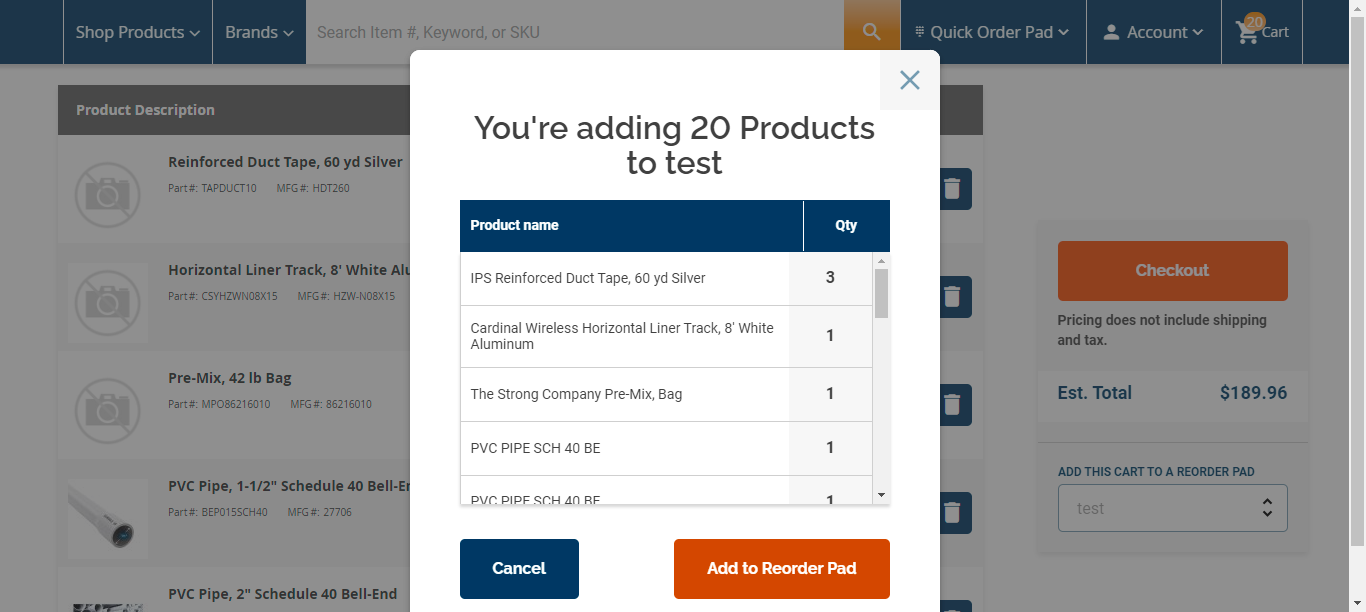 Shop Products
Brands
Search Item #, Keyword, or SKU
Quick Order Pad
Account
20
Cart
Product Description
Reinforced Duct Tape, 60 yd Silver
Part#: TAPDUCT10 MFG#: HDT260
Horizontal Liner Track, 8' White Alu
Part#: CSYHZWN08X15 MFG#: HZW-N08X15
Pre-Mix, 42 lb Bag
Part#: MPO86216010 MFG#: 86216010
PVC Pipe, 1-1/2" Schedule 40 Bell-En
Part#: BEP015SCH40 MFG#: 27706
PVC Pipe, 2" Schedule 40 Bell-End
You're adding 20 Products
to test
Product name Qty
IPS Reinforced Duct Tape, 60 yd Silver 3
Cardinal Wireless Horizontal Liner Track, 8' White
Aluminum 1
The Strong Company Pre-Mix, Bag 1
PVC PIPE SCH 40 BE 1
PVC PIPE SCH 40 BE 1
Cancel
Add to Reorder Pad
Checkout
Pricing does not include shipping
and tax.
Est. Total $189.96
ADD THIS CART TO A REORDER PAD
test